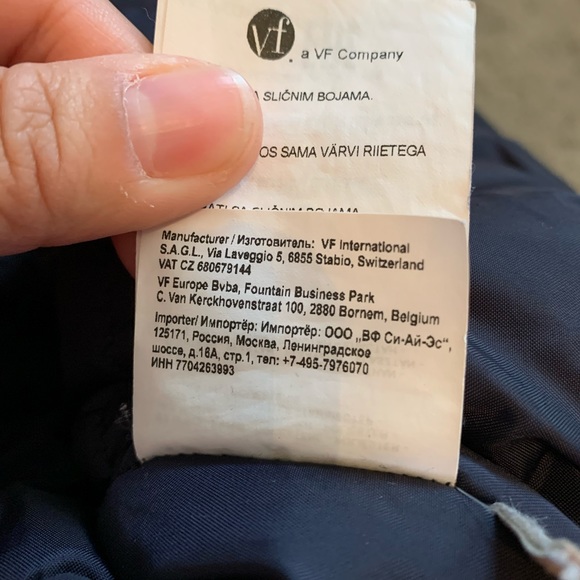 vf
a VF Company
A SLIČNIM BOJAMA.
OS SAMA VÄRVI RIIETEGA
SLIČNIM BOJAMA
Manufacturer / Изготовитель: VF International
S.A.G.L., Via Laveggio 5, 6855 Stabio, Switzerland
VAT CZ 680679144
VF Europe Bvba, Fountain Business Park
C. Van Kerckhovenstraat 100, 2880 Bornem, Belgium
Importer/ Импортёр: Импортёр: ООО „ВФ Си-Ай-Эс",
125171, Россия, Москва, Ленинградское
шоссе, д.16А, стр.1, тел: +7-495-7976070
ИНН 7704263993